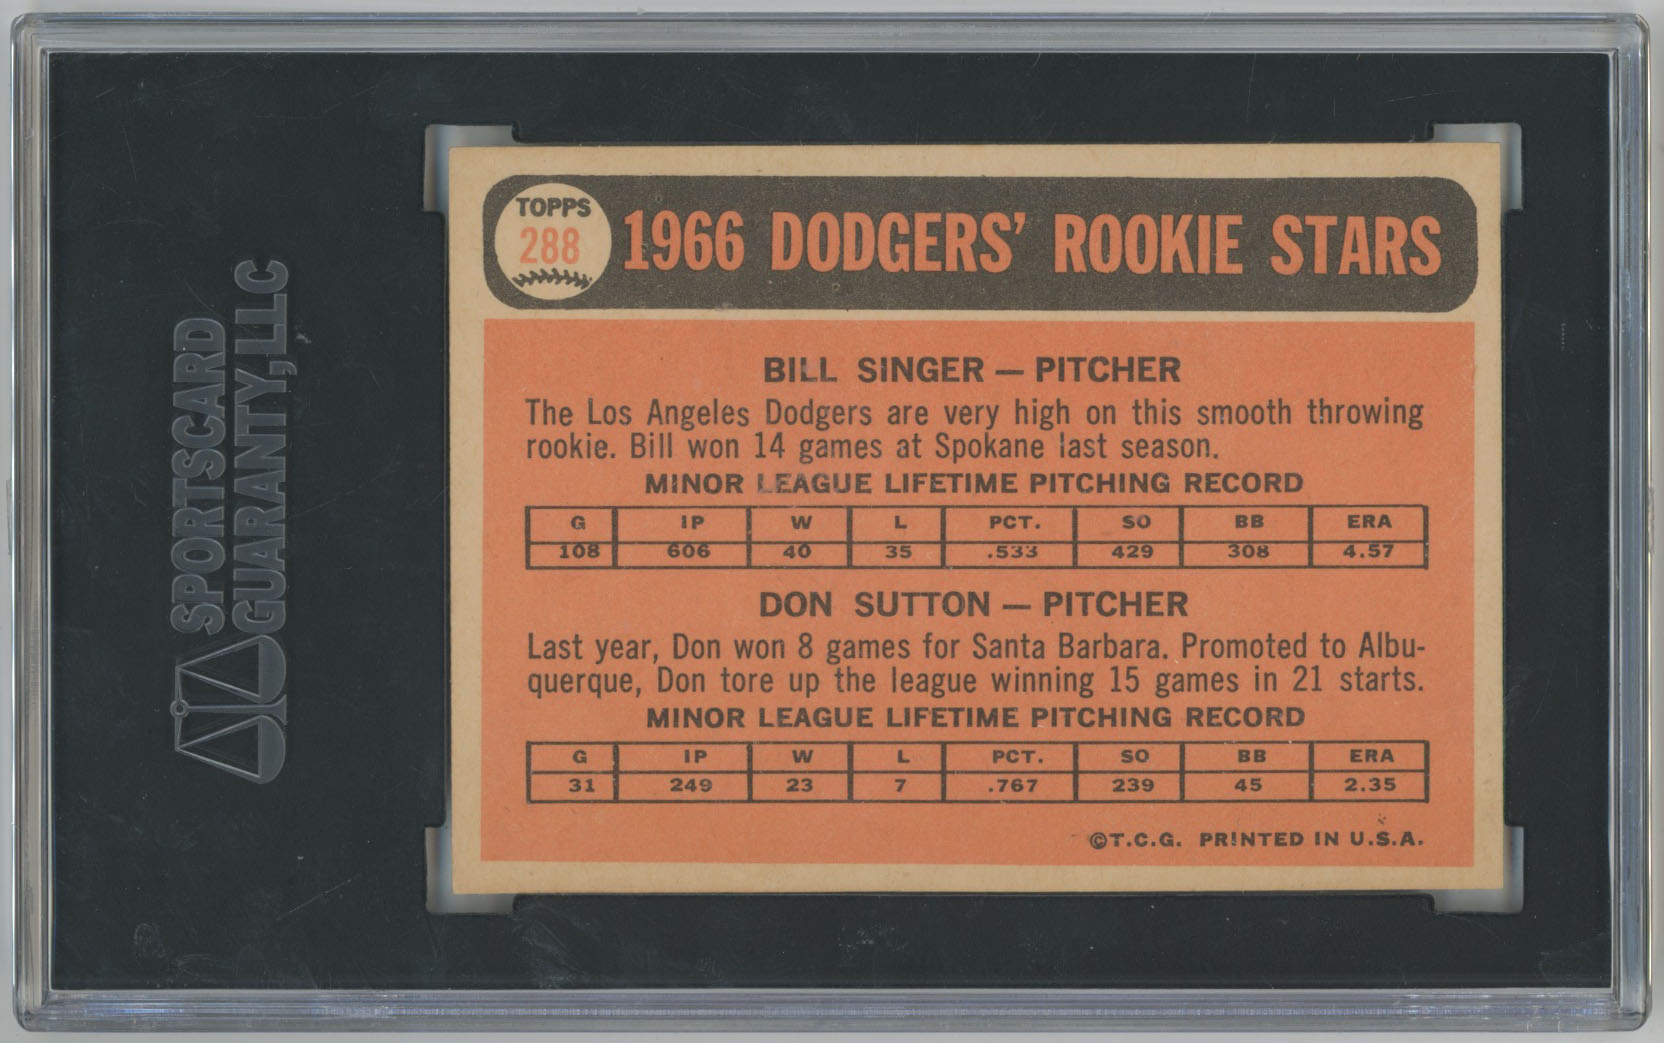 TOPPS
288
1966 DODGERS' ROOKIE STARS
BILL SINGER — PITCHER
The Los Angeles Dodgers are very high on this smooth throwing
rookie. Bill won 14 games at Spokane last season.
MINOR LEAGUE LIFETIME PITCHING RECORD
G IP W L PCT. SO BB ERA
108 606 40 35 .533 429 308 4.57
DON SUTTON — PITCHER
Last year, Don won 8 games for Santa Barbara. Promoted to Albu-
querque, Don tore up the league winning 15 games in 21 starts.
MINOR LEAGUE LIFETIME PITCHING RECORD
G IP W L PCT. SO BB ERA
31 249 23 7 .767 239 45 2.35
©T.C.G. PRINTED IN U.S.A.
SPORTSCARD
GUARANTY, LLC